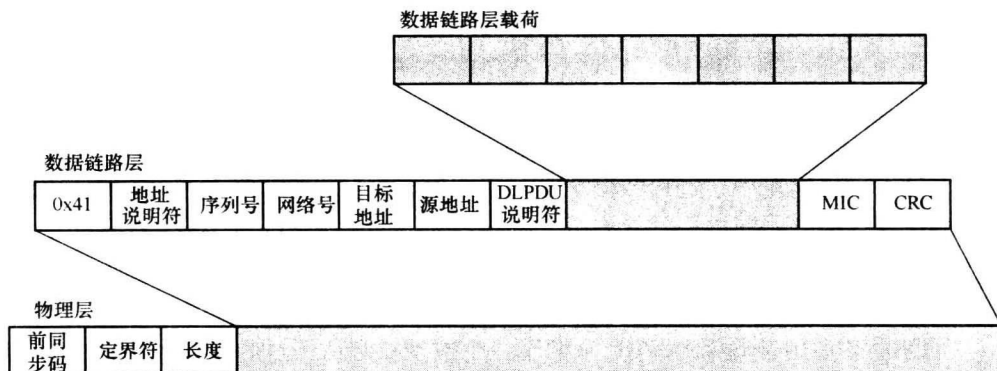 数据链路层载荷
数据链路层
0x41
地址
说明符
序列号
网络号
目标
地址
源地址
DLPDU
说明符
MIC
CRC
物理层
前同
步码
定界符
长度